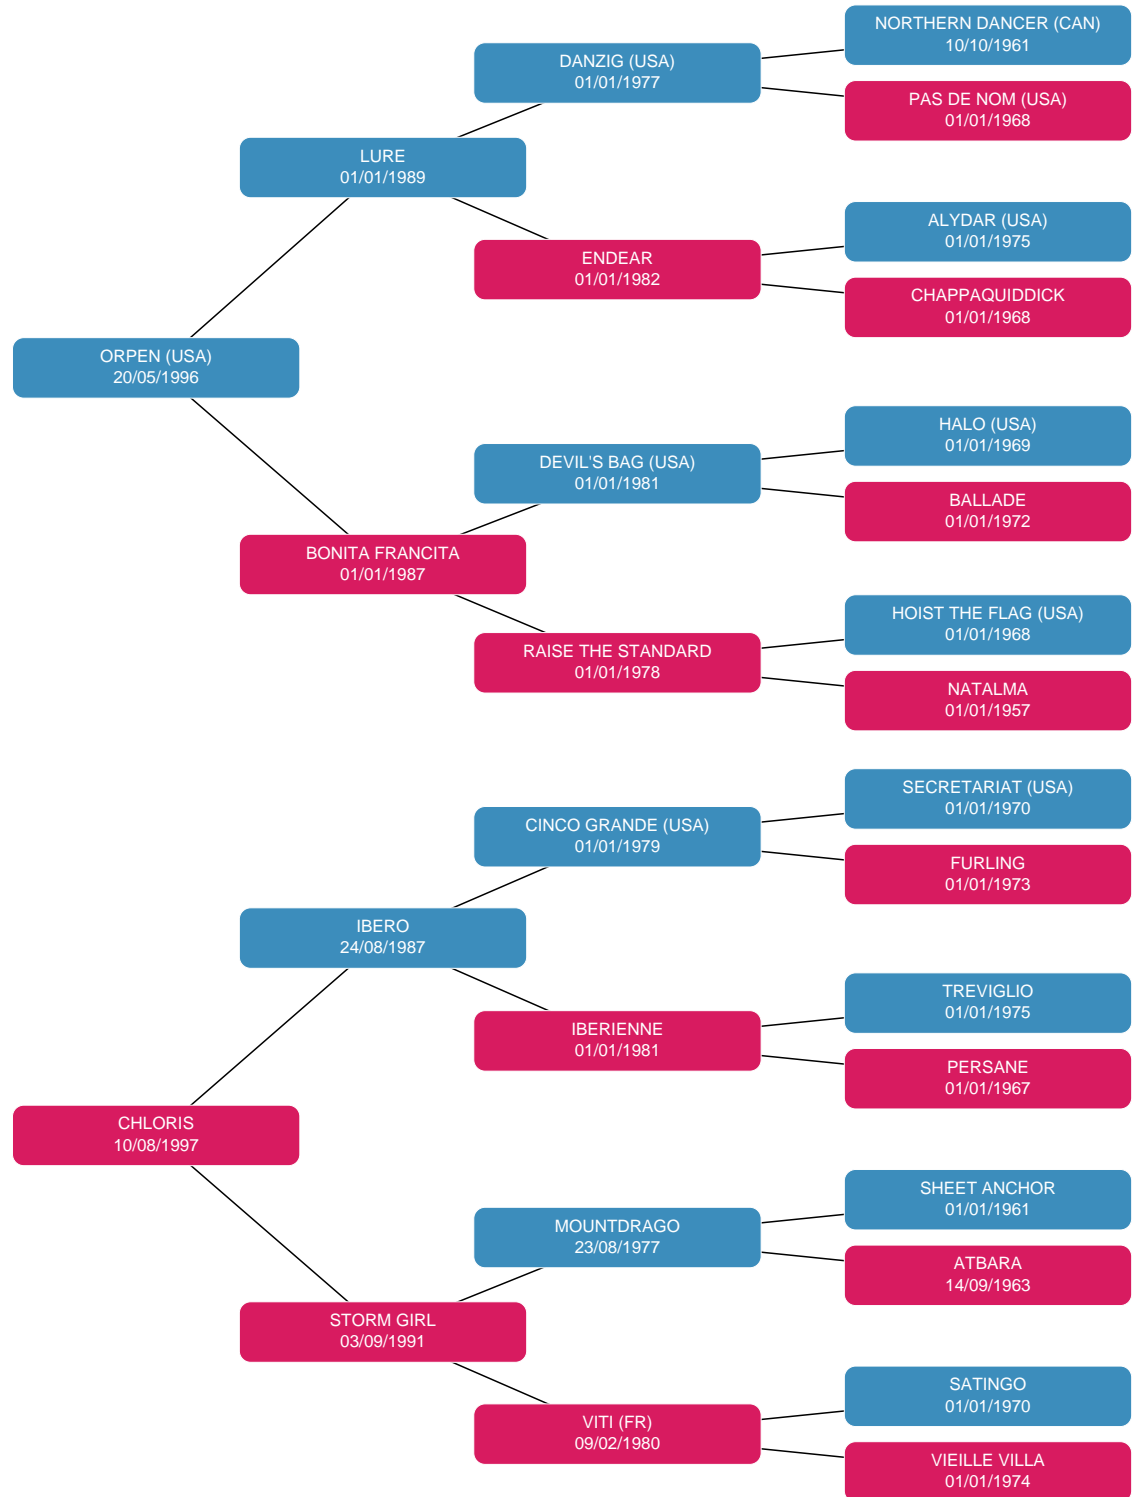 NORTHERN DANCER (CAN)
10/10/1961
DANZIG (USA)
01/01/1977
PAS DE NOM (USA)
01/01/1968
LURE
01/01/1989
ALYDAR (USA)
01/01/1975
ENDEAR
01/01/1982
CHAPPAQUIDDICK
01/01/1968
ORPEN (USA)
20/05/1996
HALO (USA)
01/01/1969
DEVIL'S BAG (USA)
01/01/1981
BALLADE
01/01/1972
BONITA FRANCITA
01/01/1987
HOIST THE FLAG (USA)
01/01/1968
RAISE THE STANDARD
01/01/1978
NATALMA
01/01/1957
SECRETARIAT (USA)
01/01/1970
CINCO GRANDE (USA)
01/01/1979
FURLING
01/01/1973
IBERO
24/08/1987
TREVIGLIO
01/01/1975
IBERIENNE
01/01/1981
PERSANE
01/01/1967
CHLORIS
10/08/1997
SHEET ANCHOR
01/01/1961
MOUNTDRAGO
23/08/1977
ATBARA
14/09/1963
STORM GIRL
03/09/1991
SATINGO
01/01/1970
VITI (FR)
09/02/1980
VIEILLE VILLA
01/01/1974